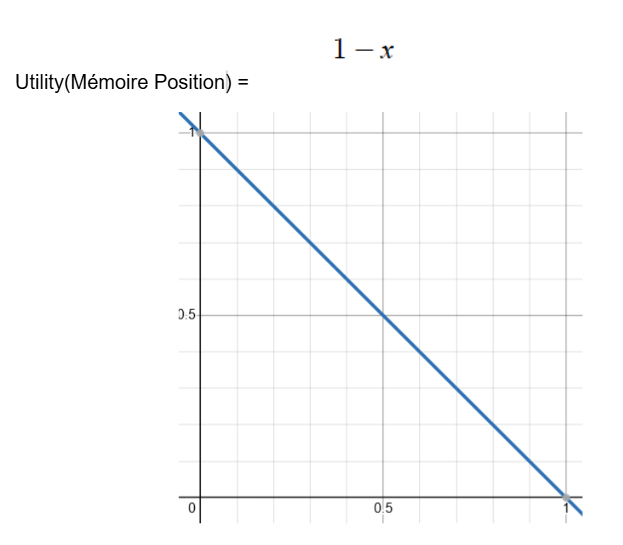 1 − x
Utility(Mémoire Position) =
1
0.5
0
0.5
1